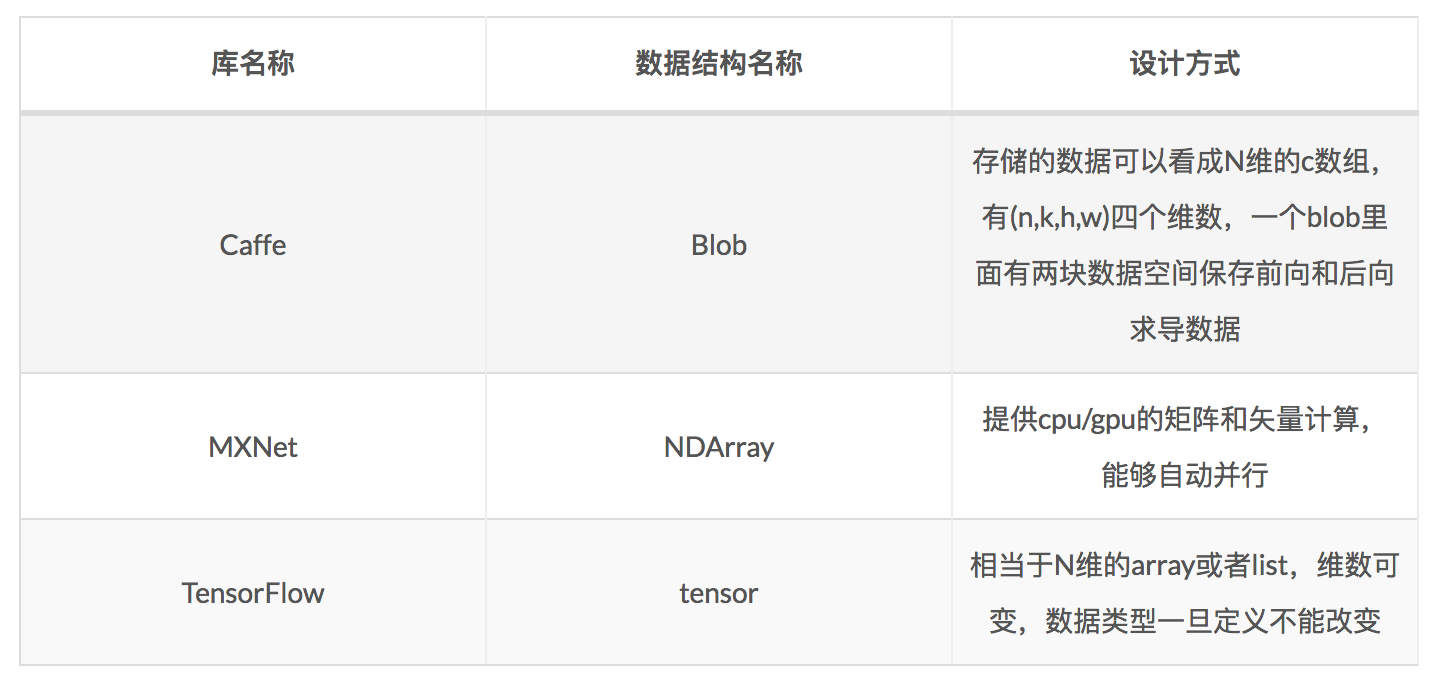 库名称
数据结构名称
设计方式
Caffe
Blob
存储的数据可以看成N维的c数组，
有(n,k,h,w)四个维数，一个blob里
面有两块数据空间保存前向和后向
求导数据
MXNet
NDArray
提供cpu/gpu的矩阵和矢量计算，
能够自动并行
TensorFlow
tensor
相当于N维的array或者list，维数可
变，数据类型一旦定义不能改变